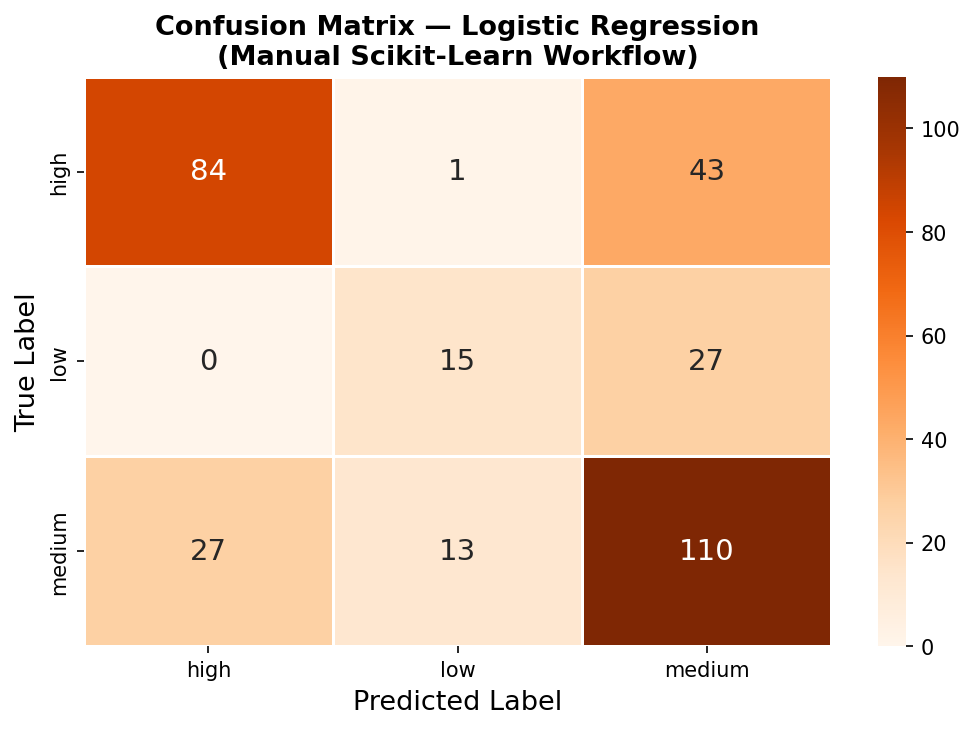 Confusion Matrix — Logistic Regression
(Manual Scikit-Learn Workflow)
True Label
high
84
1
43
low
0
15
27
medium
27
13
110
high
low
medium
Predicted Label
100
80
60
40
20
0